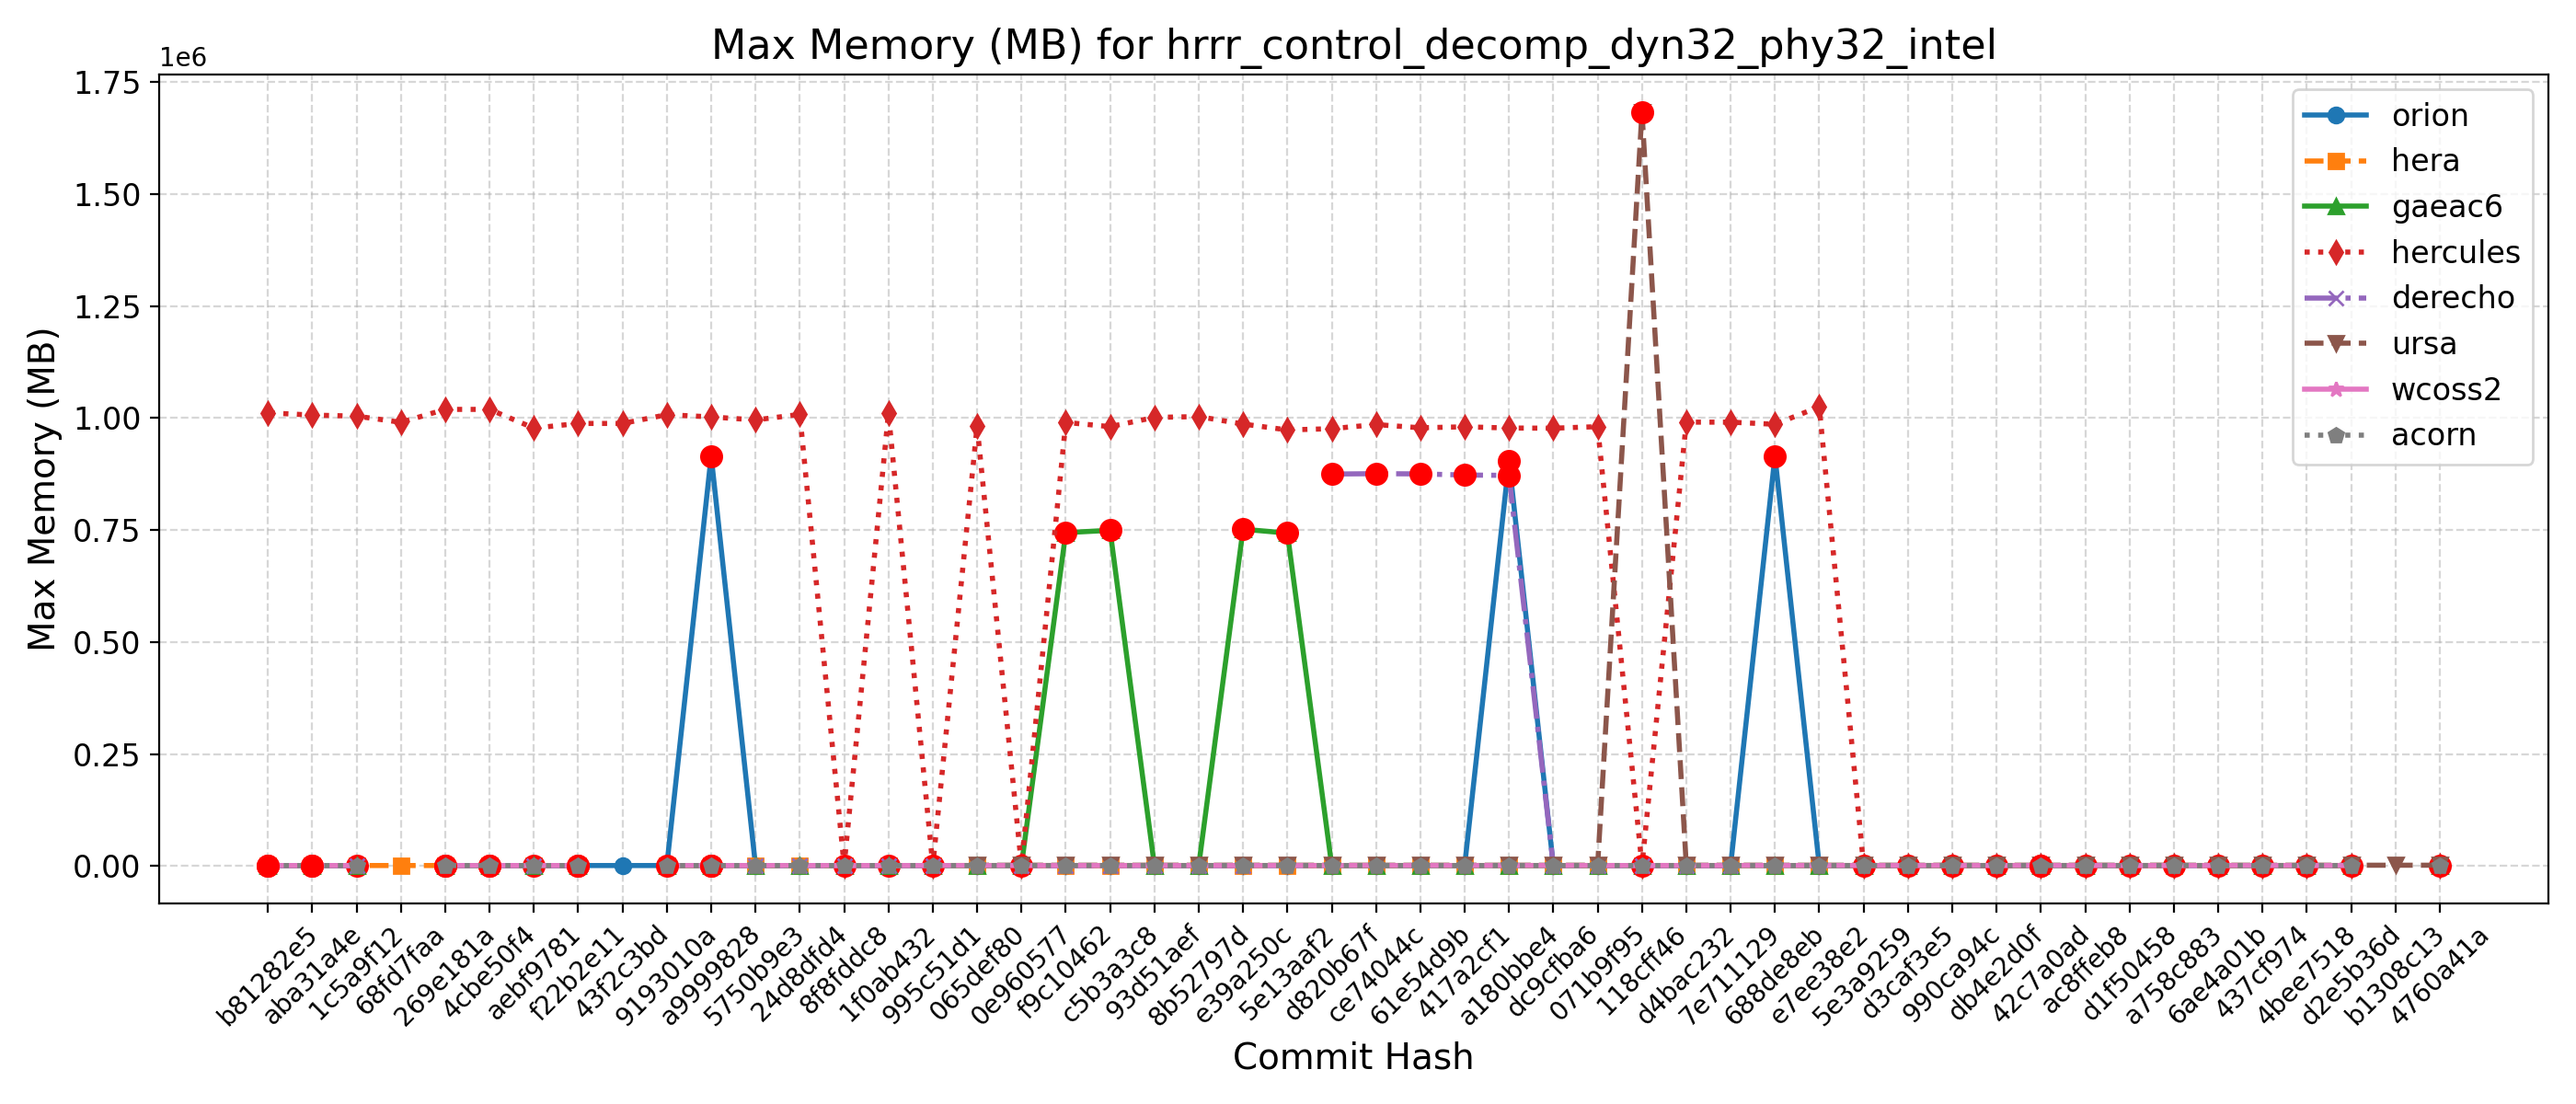 Max Memory (MB) for hrrr_control_decomp_dyn32_phy32_intel
1e6
1.75
1.50
1.25
1.00
0.75
0.50
0.25
0.00
Max Memory (MB)
orion
hera
gaeac6
hercules
derecho
ursa
wcoss2
acorn
b81282e5
aba31a4e
1c5a9f12
68fd7faa
269e181a
4cbe50f4
aebf9781
f22b2e11
43f2c3bd
9193010a
a9999828
5750b9e3
24d8dfd4
8f8fddc8
1f0ab432
995c51d1
065def80
0e960577
f9c10462
c5b3a3c8
93d51aef
8b52797d
e39a250c
5e13aaf2
d820b67f
ce74044c
61e54d9b
417a2cf1
a180bbe4
dc9cfba6
071b9f95
118cff46
d4bac232
7e711129
688de8eb
e7ee38e2
5e3a9259
d3caf3e5
990ca94c
db4e2d0f
42c7a0ad
ac8ffeb8
d1f50458
a758c883
6ae4a01b
437cf974
4bee7518
d2e5b36d
b1308c13
4760a41a
Commit Hash